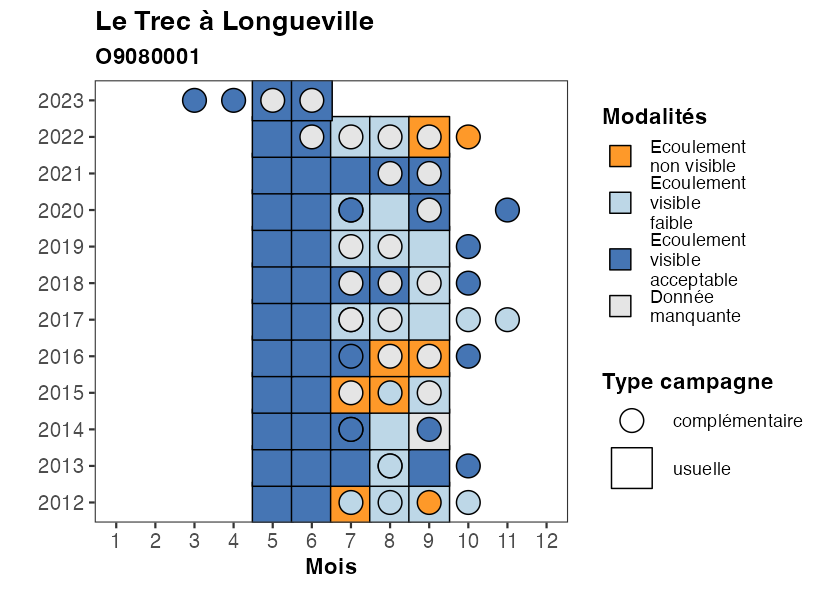 Le Trec à Longueville
O9080001
2023
2022
2021
2020
2019
2018
2017
2016
2015
2014
2013
2012
1 2 3 4 5 6 7 8 9 10 11 12
Mois
Modalités
Ecoulement
non visible
Ecoulement
visible
faible
Ecoulement
visible
acceptable
Donnée
manquante
Type campagne
complémentaire
usuelle